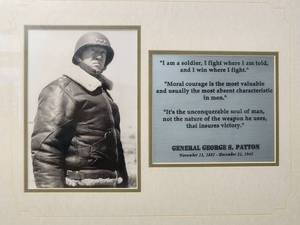 "I am a soldier, I fight where I am told,
and I win where I fight."
"Moral courage is the most valuable
and usually the most absent characteristic
in men."
"It's the unconquerable soul of man,
not the nature of the weapon he uses,
that insures victory."
GENERAL GEORGE S. PATTON
November 11, 1885 - December 21, 1945